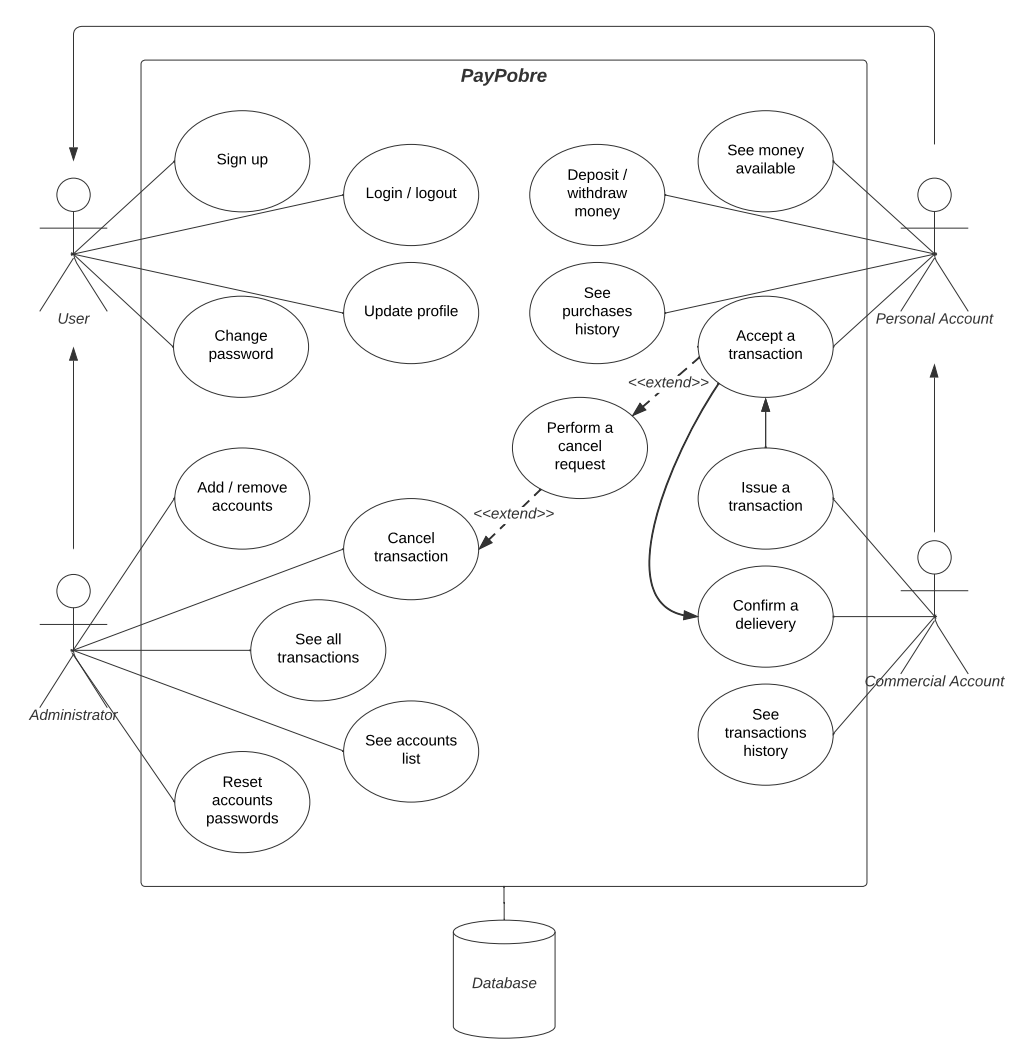 PayPobre
Sign up
Login / logout
Deposit /
withdraw
money
See money
available
User
Update profile
Change
password
See
purchases
history
Accept a
transaction
Personal Account
<<extend>>
Perform a
cancel
request
Add / remove
accounts
Issue a
transaction
<<extend>>
Cancel
transaction
See all
transactions
Confirm a
delievery
Administrator
Commercial Account
See accounts
list
See
transactions
history
Reset
accounts
passwords
Database